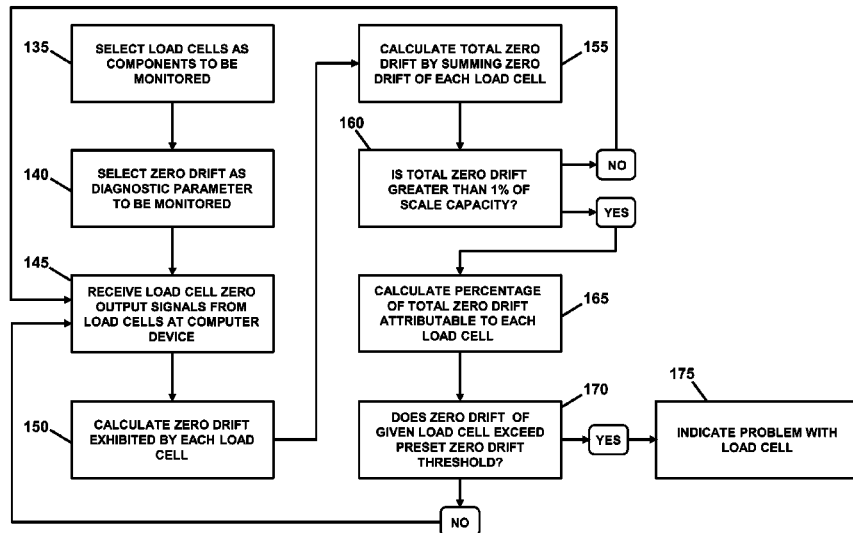 135
SELECT LOAD CELLS AS
COMPONENTS TO BE
MONITORED
140
SELECT ZERO DRIFT AS
DIAGNOSTIC PARAMETER
TO BE MONITORED
145
RECEIVE LOAD CELL ZERO
OUTPUT SIGNALS FROM
LOAD CELLS AT COMPUTER
DEVICE
150
CALCULATE ZERO DRIFT
EXHIBITED BY EACH LOAD
CELL
155
CALCULATE TOTAL ZERO
DRIFT BY SUMMING ZERO
DRIFT OF EACH LOAD CELL
160
IS TOTAL ZERO DRIFT
GREATER THAN 1% OF
SCALE CAPACITY?
NO
YES
165
CALCULATE PERCENTAGE
OF TOTAL ZERO DRIFT
ATTRIBUTABLE TO EACH
LOAD CELL
170
DOES ZERO DRIFT OF
GIVEN LOAD CELL EXCEED
PRESET ZERO DRIFT
THRESHOLD?
YES
NO
175
INDICATE PROBLEM WITH
LOAD CELL